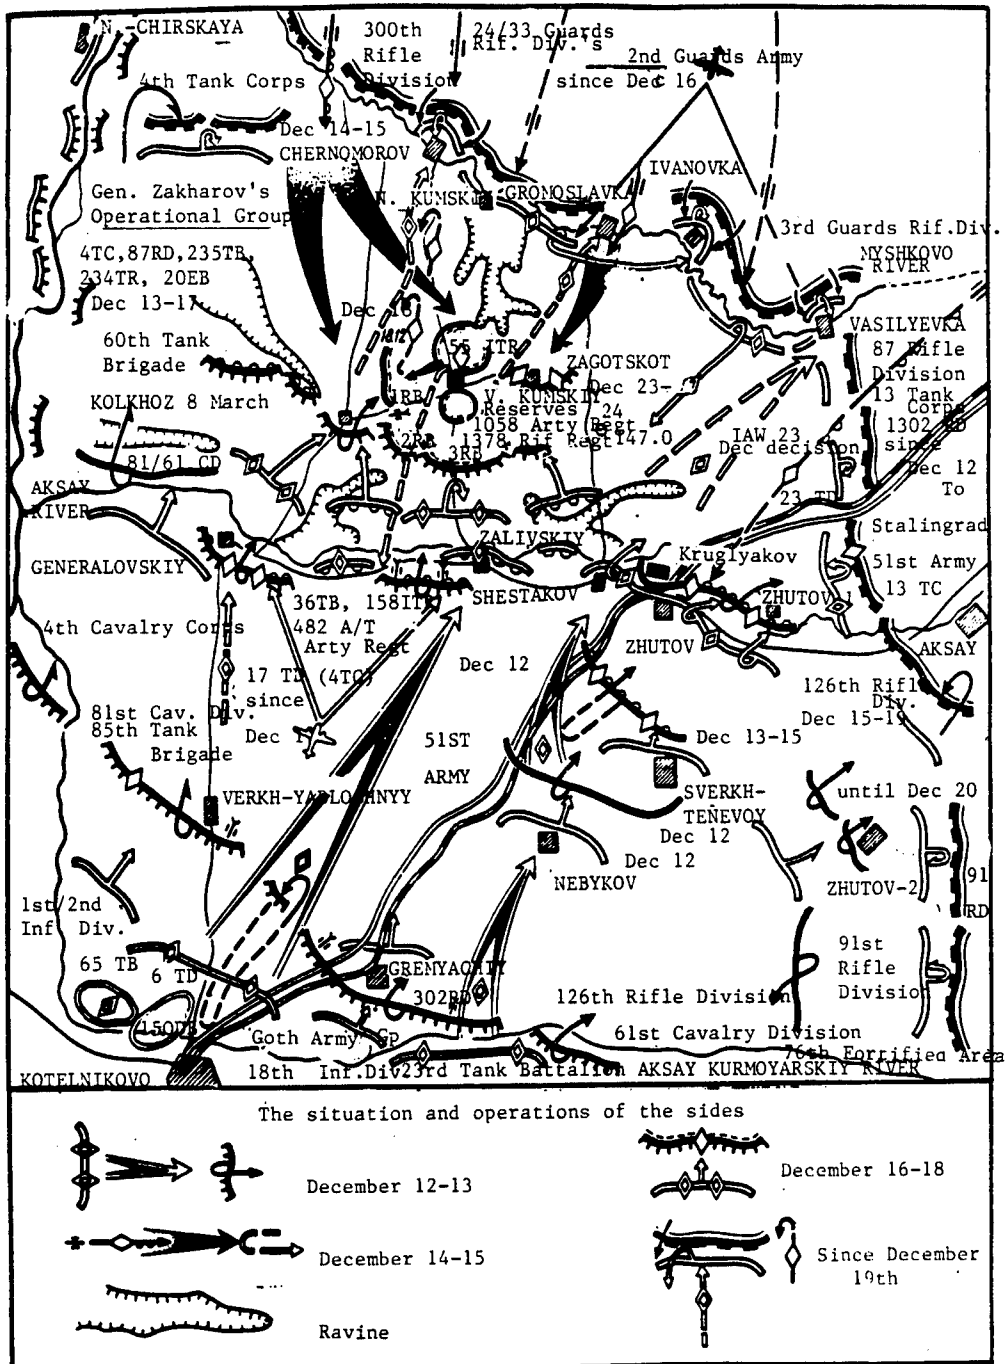 N.-CHIRSKAYA
300th
Rifle
Division
24/33 Guards
Rif. Div.'s
2nd Guards Army
since Dec 16
4th Tank Corps
Dec 14-15
CHERNOMOROV
IVANOVKA
Gen. Zakharov's
Operational Group
N. KUMSKIY
GROMOSLAVKA
3rd Guards Rif.Div.
MYSHKOVO
RIVER
4TC,87RD,235TB,
234TR, 20EB
Dec 13-17
60th Tank
Brigade
55 ITR
ZAGOTSKOT
Dec 23-
VASILYEVKA
87 Rifle
Division
13 Tank
Corps
1302 RD
since
Dec 12
To
Stalingrad
KOLKHOZ 8 March
1RB
V. KUMSKIY
Reserves 24
1058 Arty Regt
2RB
1378 Rif Regt
147.0
3RB
IAW 23
Dec decision
81/61 CD
23 TD
AKSAY
RIVER
ZALIVSKIY
51st Army
13 TC
GENERALOVSKIY
Kruglyakov
36TB, 158ITR
SHESTAKOV
ZHUTOV-1
482 A/T
Arty Regt
4th Cavalry Corps
ZHUTOV
AKSAY
17 TD (4TC)
since
Dec 1
Dec 12
126th Rifl
Div.
Dec 15-19
81st Cav. Div.
85th Tank
Brigade
51ST
ARMY
Dec 13-15
VERKH-YABLOCHNYY
SVERKH-
TENEVOY
Dec 12
until Dec 20
Dec 12
NEBYKOV
ZHUTOV-2
91
RD
1st/2nd
Inf Div.
65 TB
6 TD
GREMYACHIY
302RD
91st
Rifle
Division
126th Rifle Division
15ODB
Goth Army Gp
61st Cavalry Division
76th Fortified Area
KOTELNIKOVO
18th Inf.Div
23rd Tank Battalion
AKSAY KURMOYARSKIY RIVER
The situation and operations of the sides
December 12-13
December 16-18
December 14-15
Since December
19th
Ravine